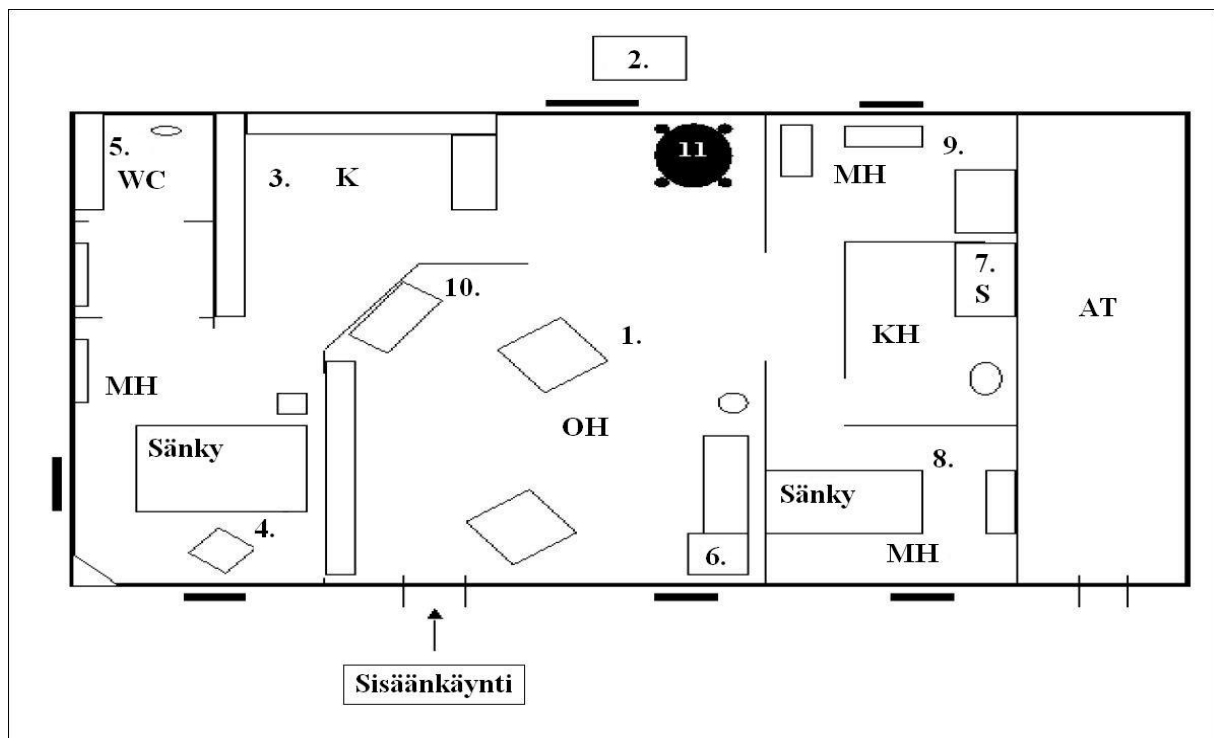 2.
11
5.
WC
3. K
9.
MH
7.
S
10.
1.
AT
KH
MH
OH
Sänky
8.
Sänky
4.
6.
MH
Sisäänkäynti